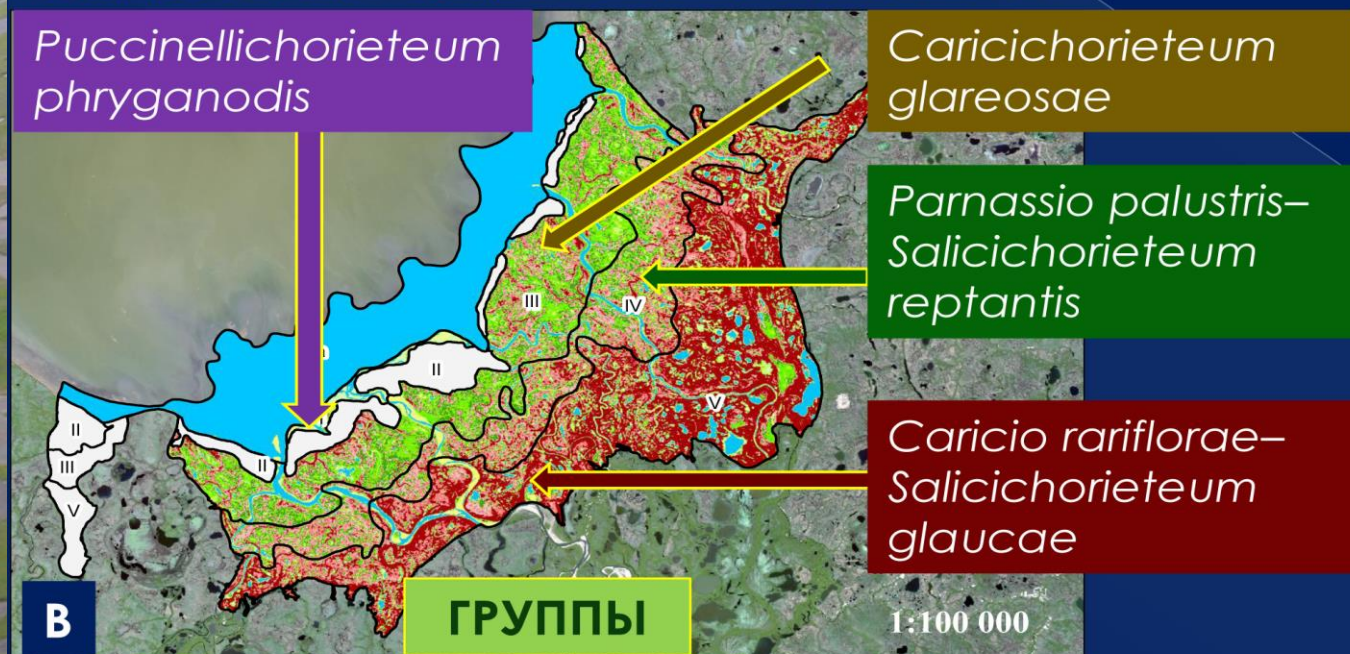 Puccinellichorieteum
phryganodis
Caricichorieteum
glareosae
Parnassio palustris–
Salicichorieteum
reptantis
Caricio rariflorae–
Salicichorieteum
glaucae
III
IV
II
V
II
II
III
V
В
ГРУППЫ
1:100 000